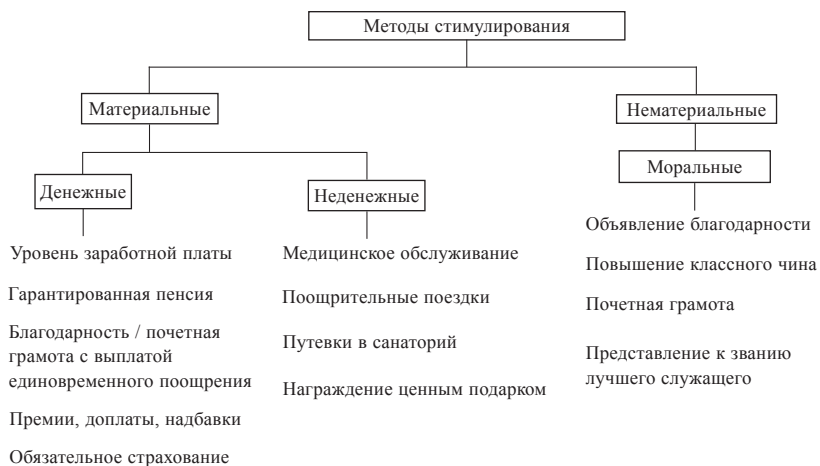 Методы стимулирования
Материальные
Нематериальные
Денежные
Неденежные
Моральные
Уровень заработной платы
Гарантированная пенсия
Благодарность / почетная
грамота с выплатой
единовременного поощрения
Премии, доплаты, надбавки
Обязательное страхование
Медицинское обслуживание
Поощрительные поездки
Путевки в санаторий
Награждение ценным подарком
Объявление благодарности
Повышение классного чина
Почетная грамота
Представление к званию
лучшего служащего